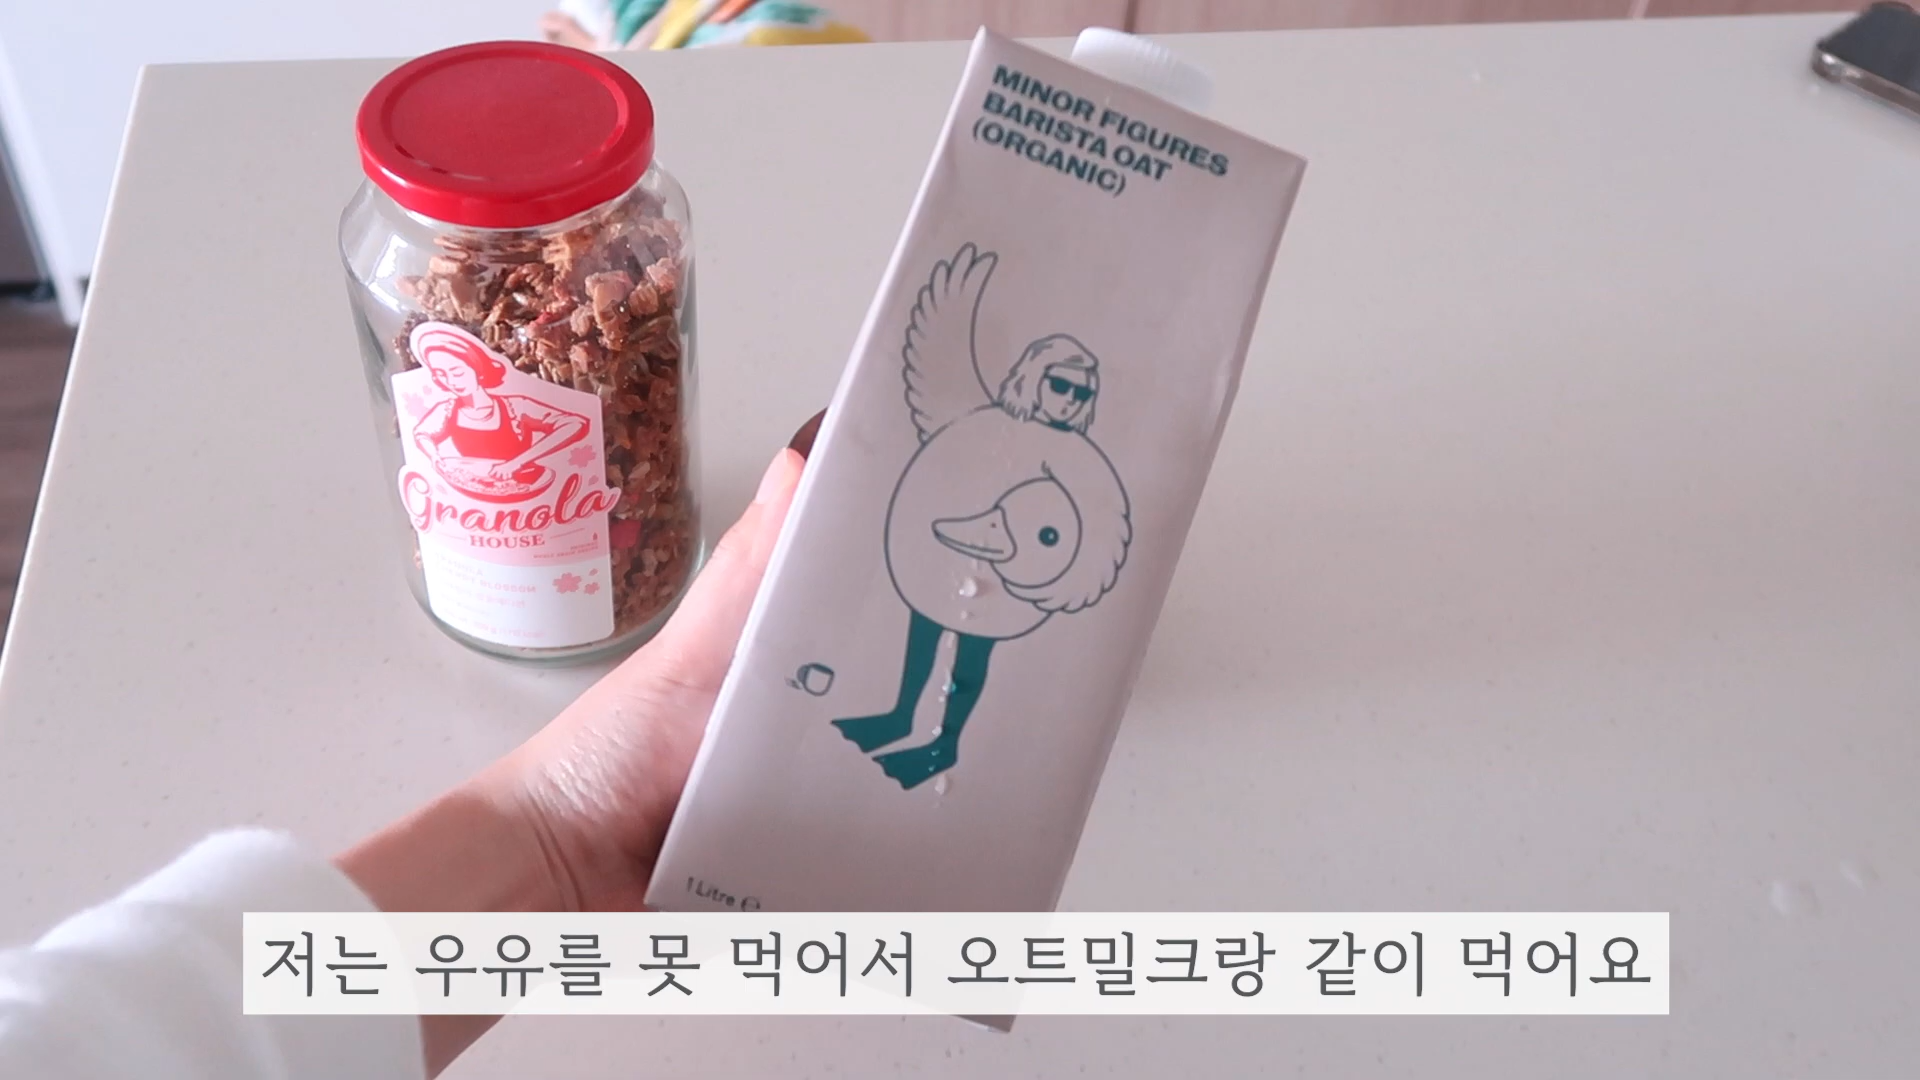 MINOR FIGURES
BARISTA OAT
(ORGANIC)
Granola
HOUSE
BLOSSOM
1 Litre ℮
저는 우유를 못 먹어서 오트밀크랑 같이 먹어요